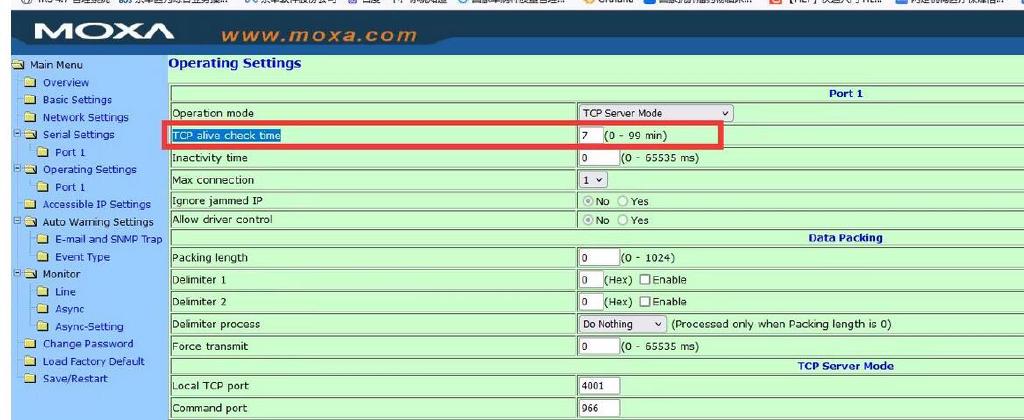 MOXA
www.moxa.com
Main Menu
Overview
Basic Settings
Network Settings
Serial Settings
Port 1
Operating Settings
Port 1
Accessible IP Settings
Auto Warning Settings
E-mail and SNMP Trap
Event Type
Monitor
Line
Async
Async-Setting
Change Password
Load Factory Default
Save/Restart
Operating Settings
Port 1
Operation mode TCP Server Mode
TCP alive check time 7 (0 - 99 min)
Inactivity time 0 (0 - 65535 ms)
Max connection 1
Ignore jammed IP No Yes
Allow driver control No Yes
Data Packing
Packing length 0 (0 - 1024)
Delimiter 1 0 (Hex) Enable
Delimiter 2 0 (Hex) Enable
Delimiter process Do Nothing (Processed only when Packing length is 0)
Force transmit 0 (0 - 65535 ms)
TCP Server Mode
Local TCP port 4001
Command port 966